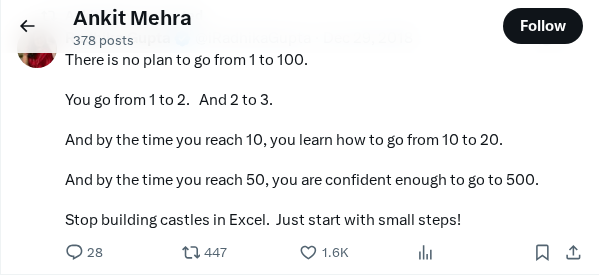 Ankit Mehra
378 posts
Follow
There is no plan to go from 1 to 100.
You go from 1 to 2.   And 2 to 3.
And by the time you reach 10, you learn how to go from 10 to 20.
And by the time you reach 50, you are confident enough to go to 500.
Stop building castles in Excel.  Just start with small steps!
28 447 1.6K